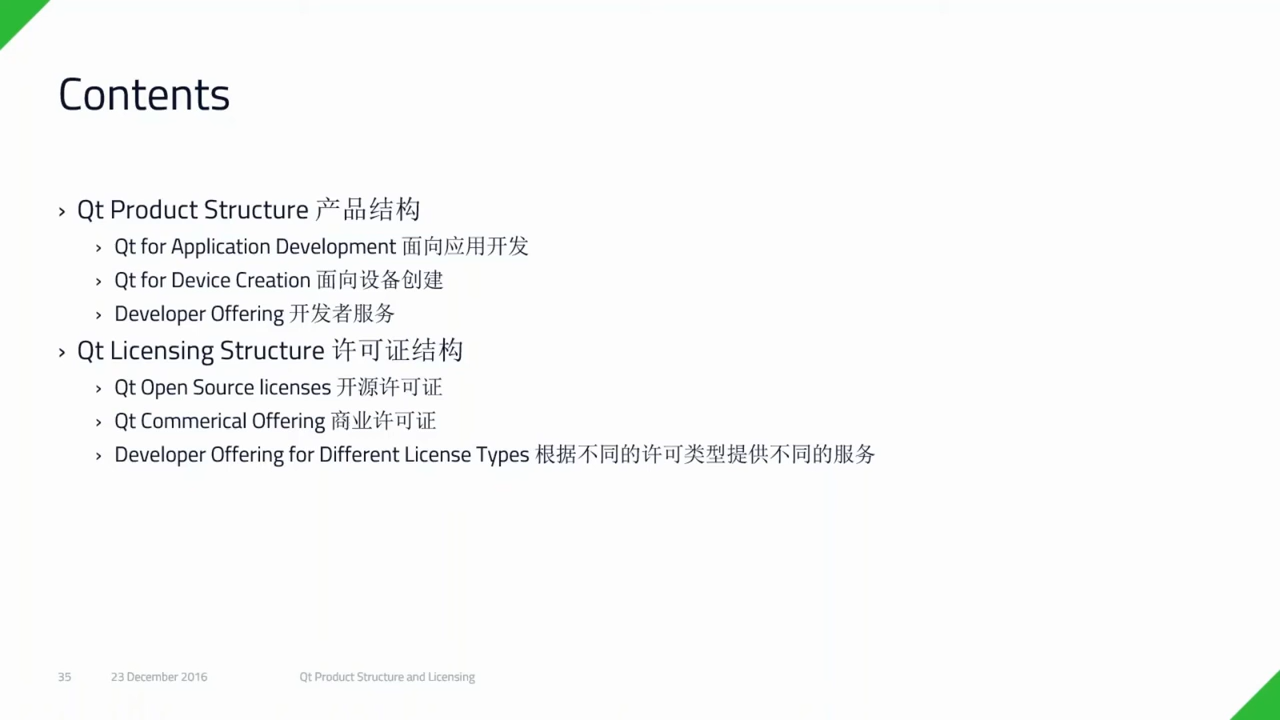 Contents
› Qt Product Structure 产品结构
› Qt for Application Development 面向应用开发
› Qt for Device Creation 面向设备创建
› Developer Offering 开发者服务
› Qt Licensing Structure 许可证结构
› Qt Open Source licenses 开源许可证
› Qt Commerical Offering 商业许可证
› Developer Offering for Different License Types 根据不同的许可类型提供不同的服务
35 23 December 2016 Qt Product Structure and Licensing